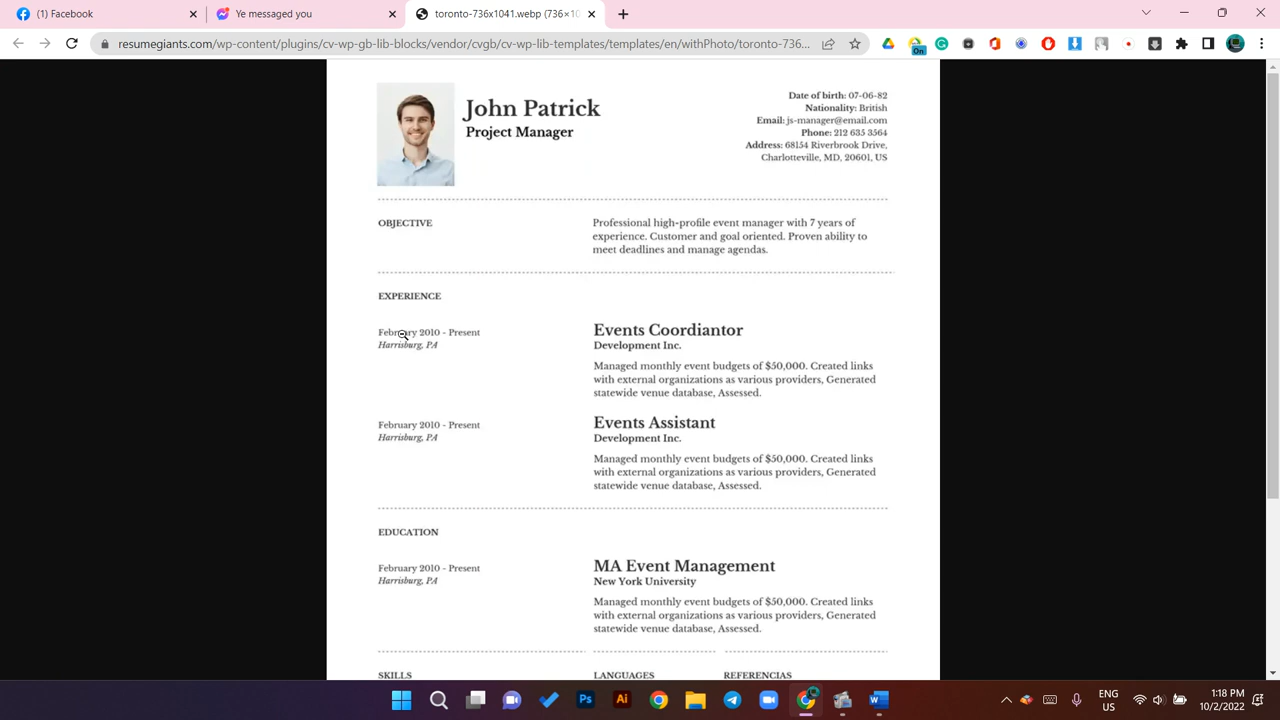 (1) Facebook
Ye messaged you
toronto-736x1041.webp (736×10
resumegiants.com/wp-content/plugin/cv-wp-gb-lib-block/vendor/cvgb/cv-wp-lib-templates/templates/en/withPhoto/toronto-736...
On
John Patrick
Project Manager
Date of birth: 07-06-82
Nationality: British
Email: js-manager@email.com
Phone: 212 635 3564
Address: 68154 Riverbrook Drive,
Charlotteville, MD, 20601, US
OBJECTIVE
Professional high-profile event manager with 7 years of
experience. Customer and goal oriented. Proven ability to
meet deadlines and manage agendas.
EXPERIENCE
February 2010 - Present
Harrisburg, PA
Events Coordiantor
Development Inc.
Managed monthly event budgets of $50,000. Created links
with external organizations as various providers, Generated
statewide venue database, Assessed.
February 2010 - Present
Harrisburg, PA
Events Assistant
Development Inc.
Managed monthly event budgets of $50,000. Created links
with external organizations as various providers, Generated
statewide venue database, Assessed.
EDUCATION
February 2010 - Present
Harrisburg, PA
MA Event Management
New York University
Managed monthly event budgets of $50,000. Created links
with external organizations as various providers, Generated
statewide venue database, Assessed.
SKILLS
LANGUAGES
REFERENCIAS
Ps
Ai
ENG
US
1:18 PM
10/2/2022